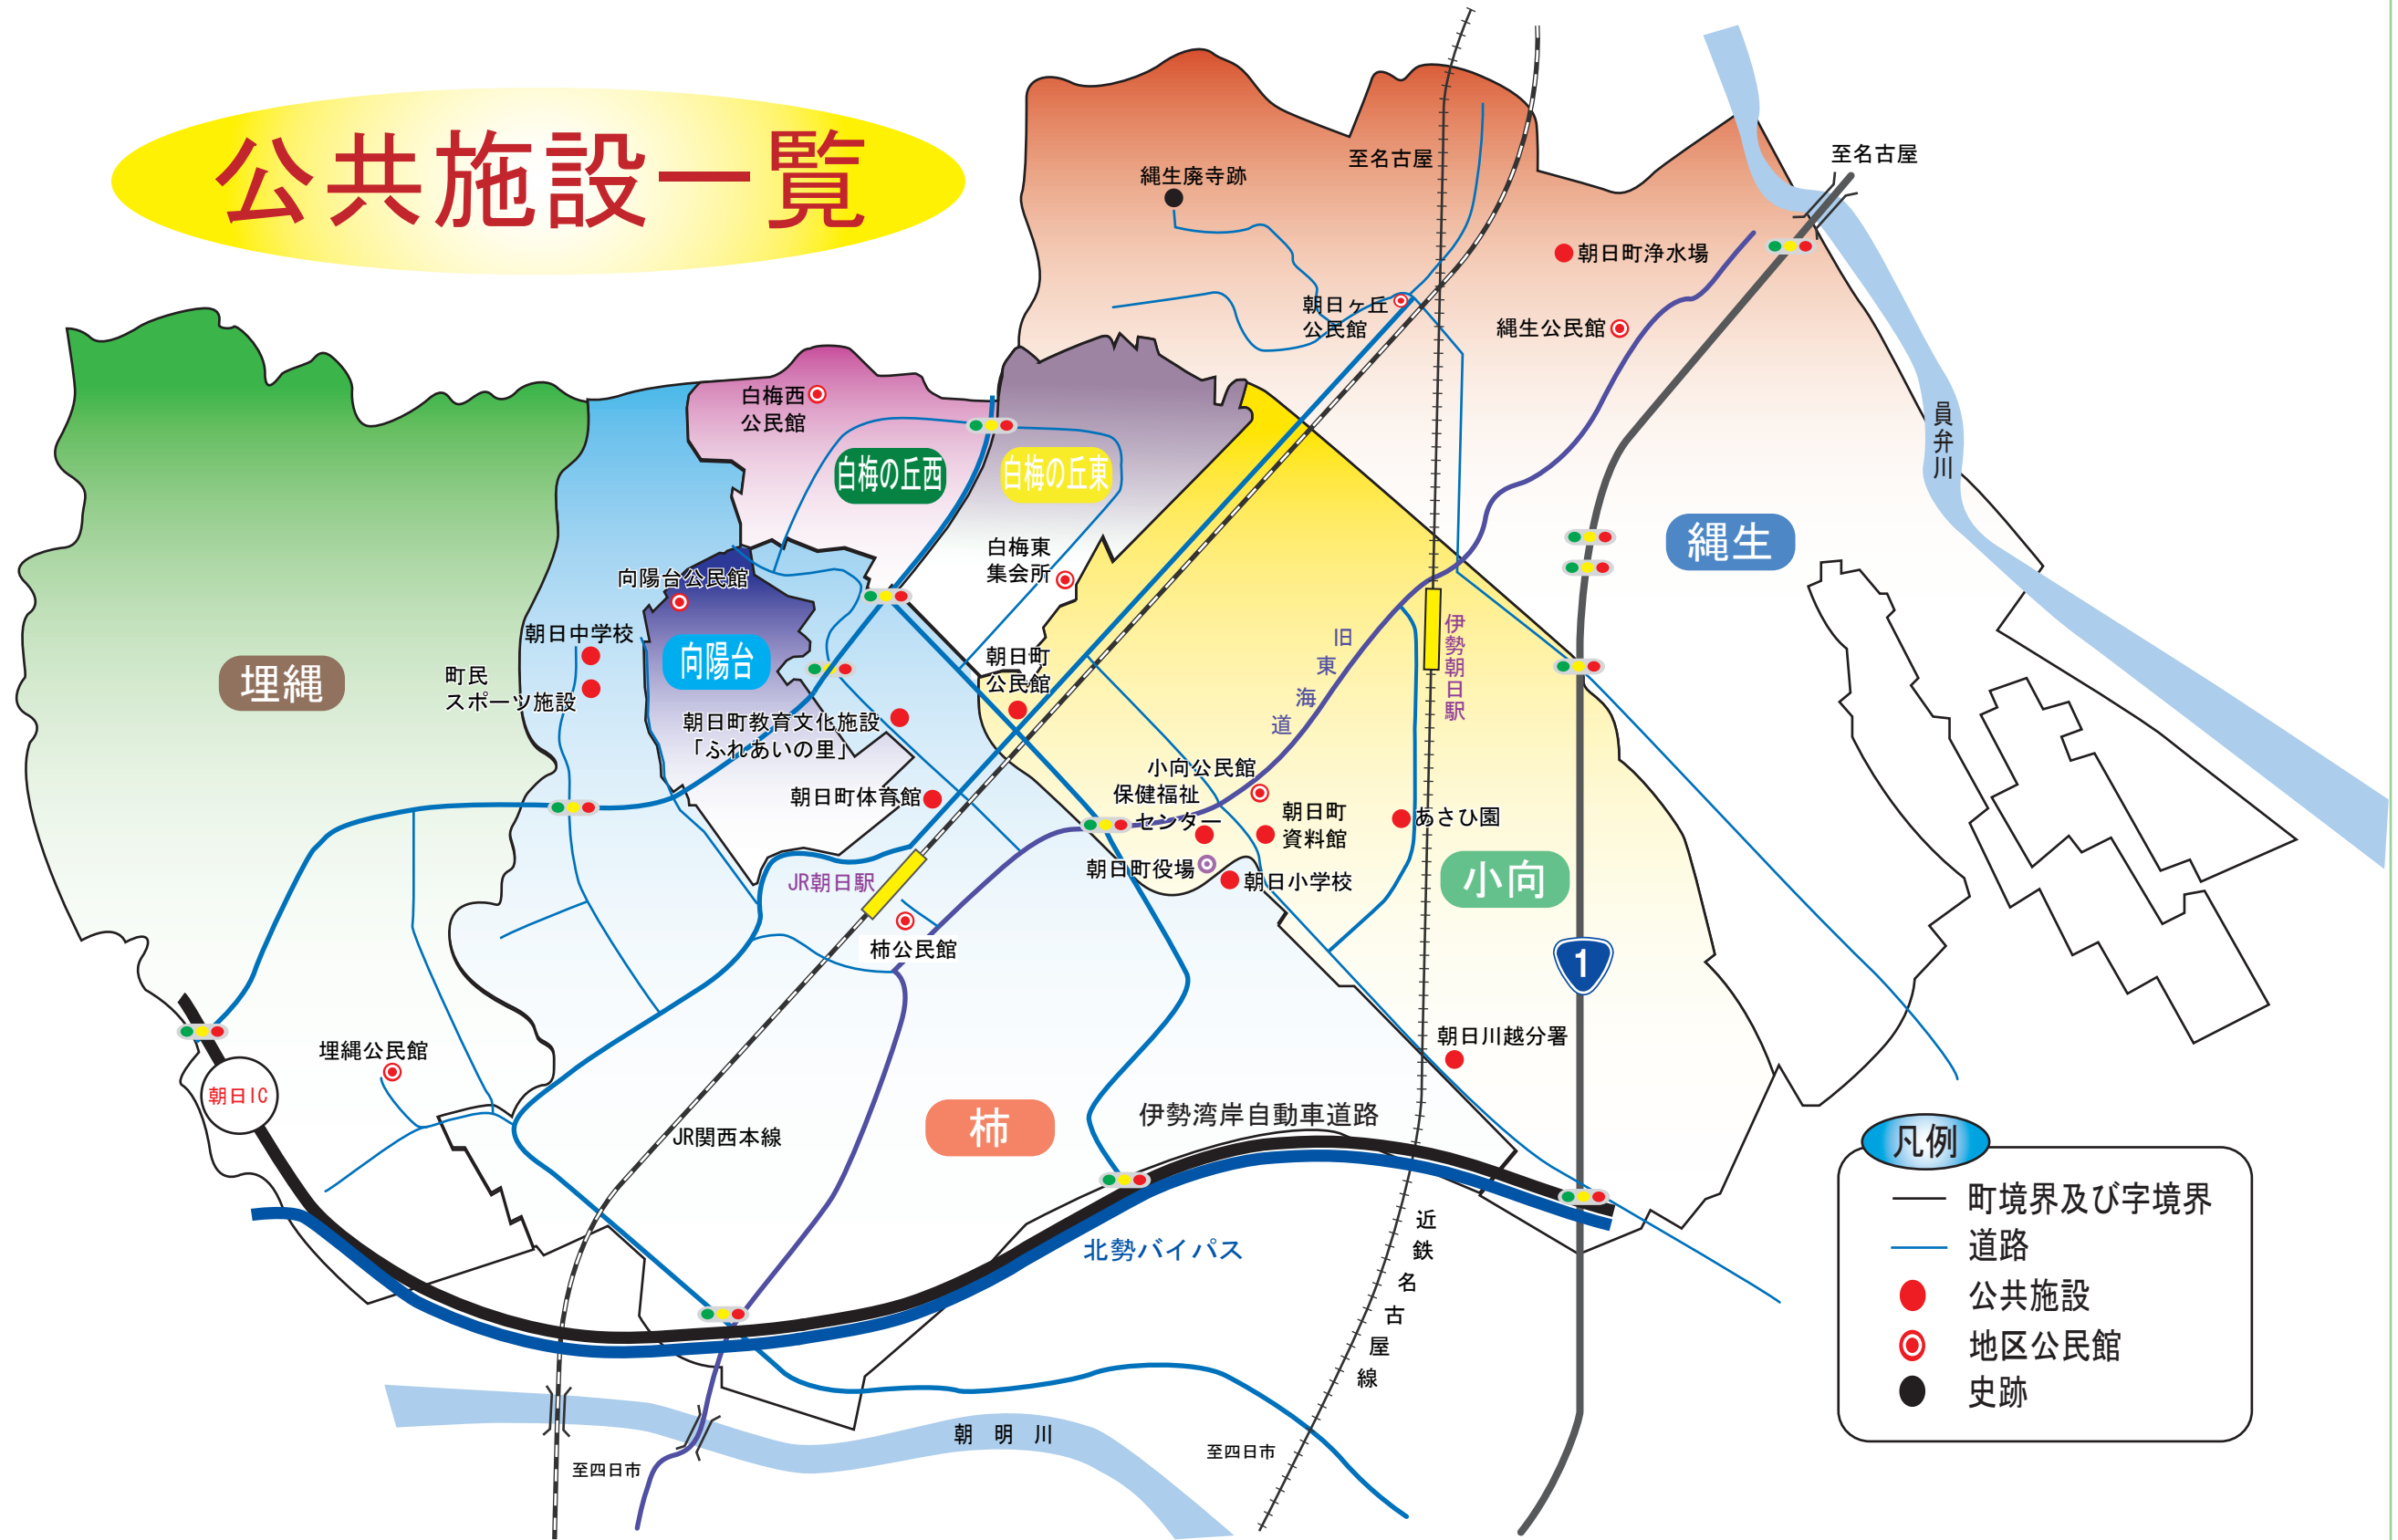 公共施設一覧
至名古屋
至名古屋
縄生廃寺跡
朝日町浄水場
朝日ヶ丘
公民館
縄生公民館
白梅西
公民館
員弁川
白梅の丘西
白梅の丘東
縄生
白梅東
集会所
向陽台公民館
朝日中学校
向陽台
町民
スポーツ施設
埋縄
朝日町
公民館
旧東海道
伊勢朝日駅
朝日町教育文化施設
「ふれあいの里」
朝日町体育館
小向公民館
保健福祉
センター
朝日町
資料館
あさひ園
朝日町役場
朝日小学校
小向
JR朝日駅
柿公民館
1
朝日川越分署
埋縄公民館
朝日IC
柿
伊勢湾岸自動車道路
JR関西本線
北勢バイパス
近鉄名古屋線
朝明川
至四日市
至四日市
凡例
町境界及び字境界
道路
公共施設
地区公民館
史跡